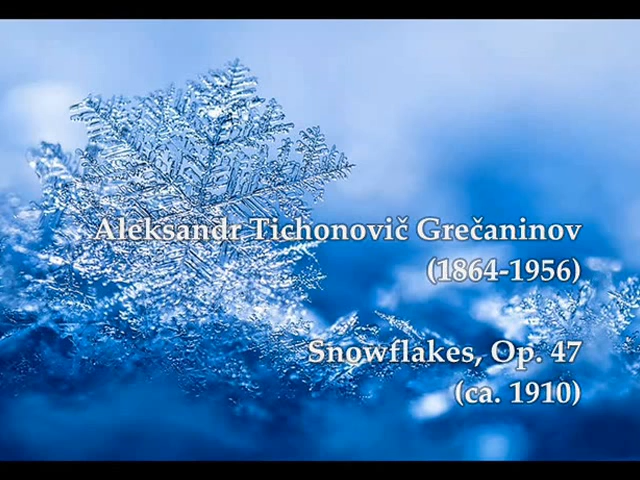 Aleksandr Tichonovič Grečaninov
(1864-1956)
Snowflakes, Op. 47
(ca. 1910)